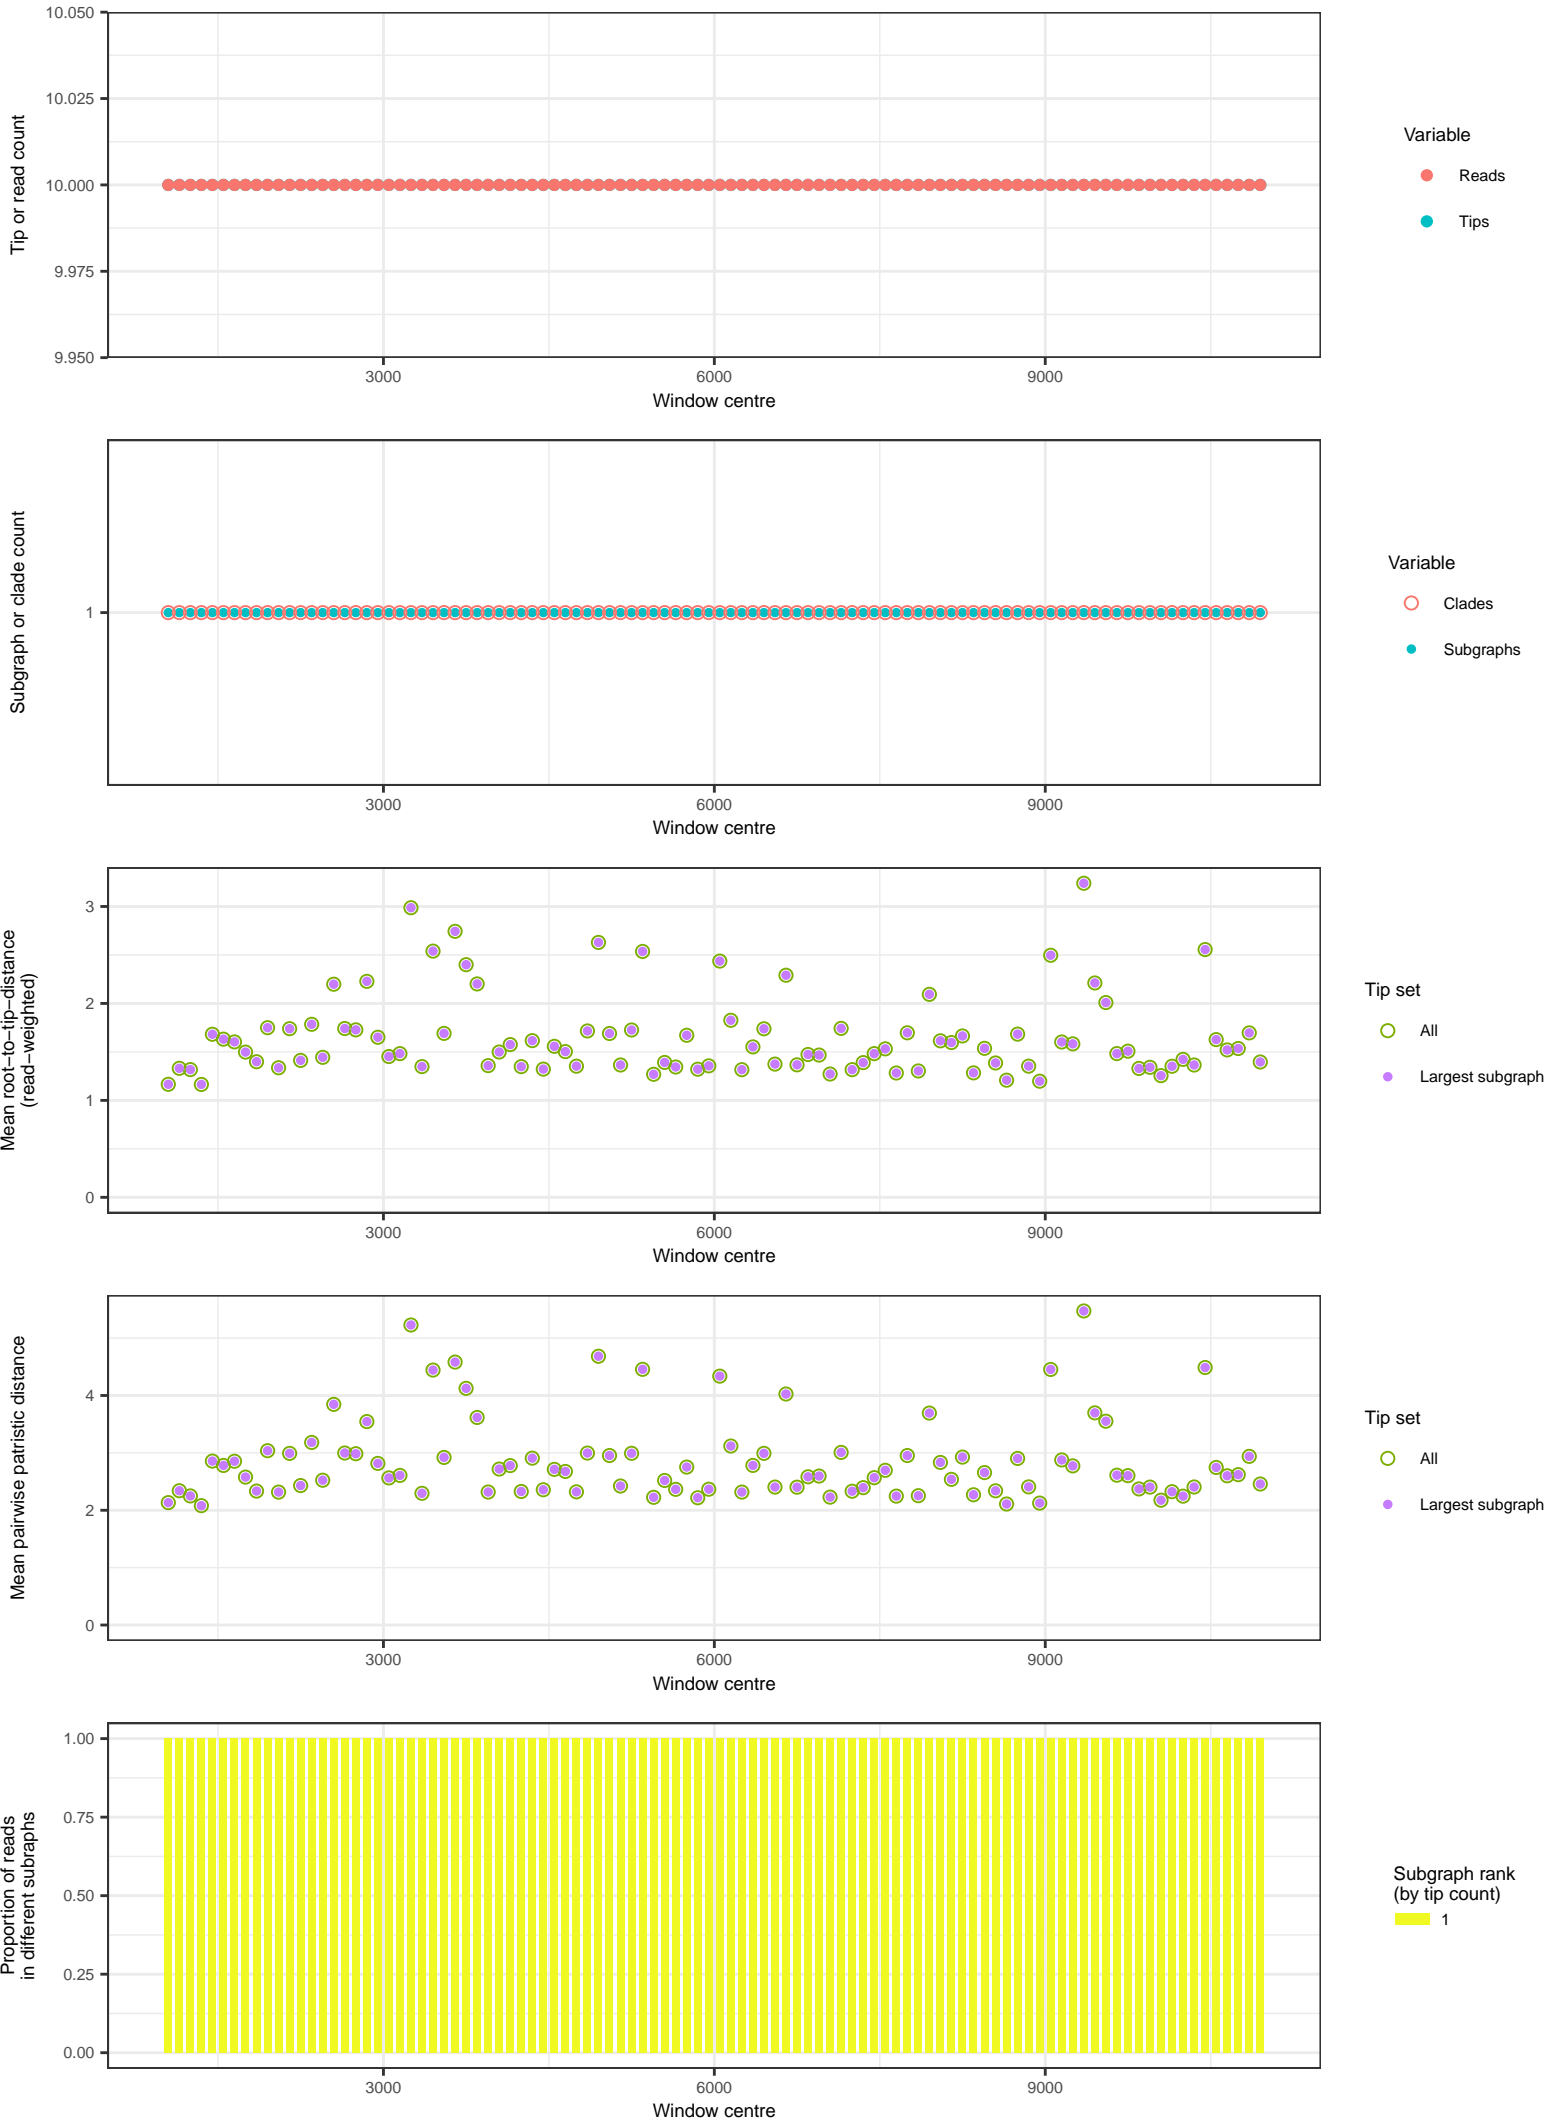 10.050
10.025
10.000
9.975
9.950
Tip or read count
3000
6000
9000
Window centre
Variable
Reads
Tips
1
Subgraph or clade count
3000
6000
9000
Window centre
Variable
Clades
Subgraphs
3
2
1
0
Mean root−to−tip−distance
(read−weighted)
3000
6000
9000
Window centre
Tip set
All
Largest subgraph
4
2
0
Mean pairwise patristic distance
3000
6000
9000
Window centre
Tip set
All
Largest subgraph
1.00
0.75
0.50
0.25
0.00
Proportion of reads
in different subraphs
3000
6000
9000
Window centre
Subgraph rank
(by tip count)
1